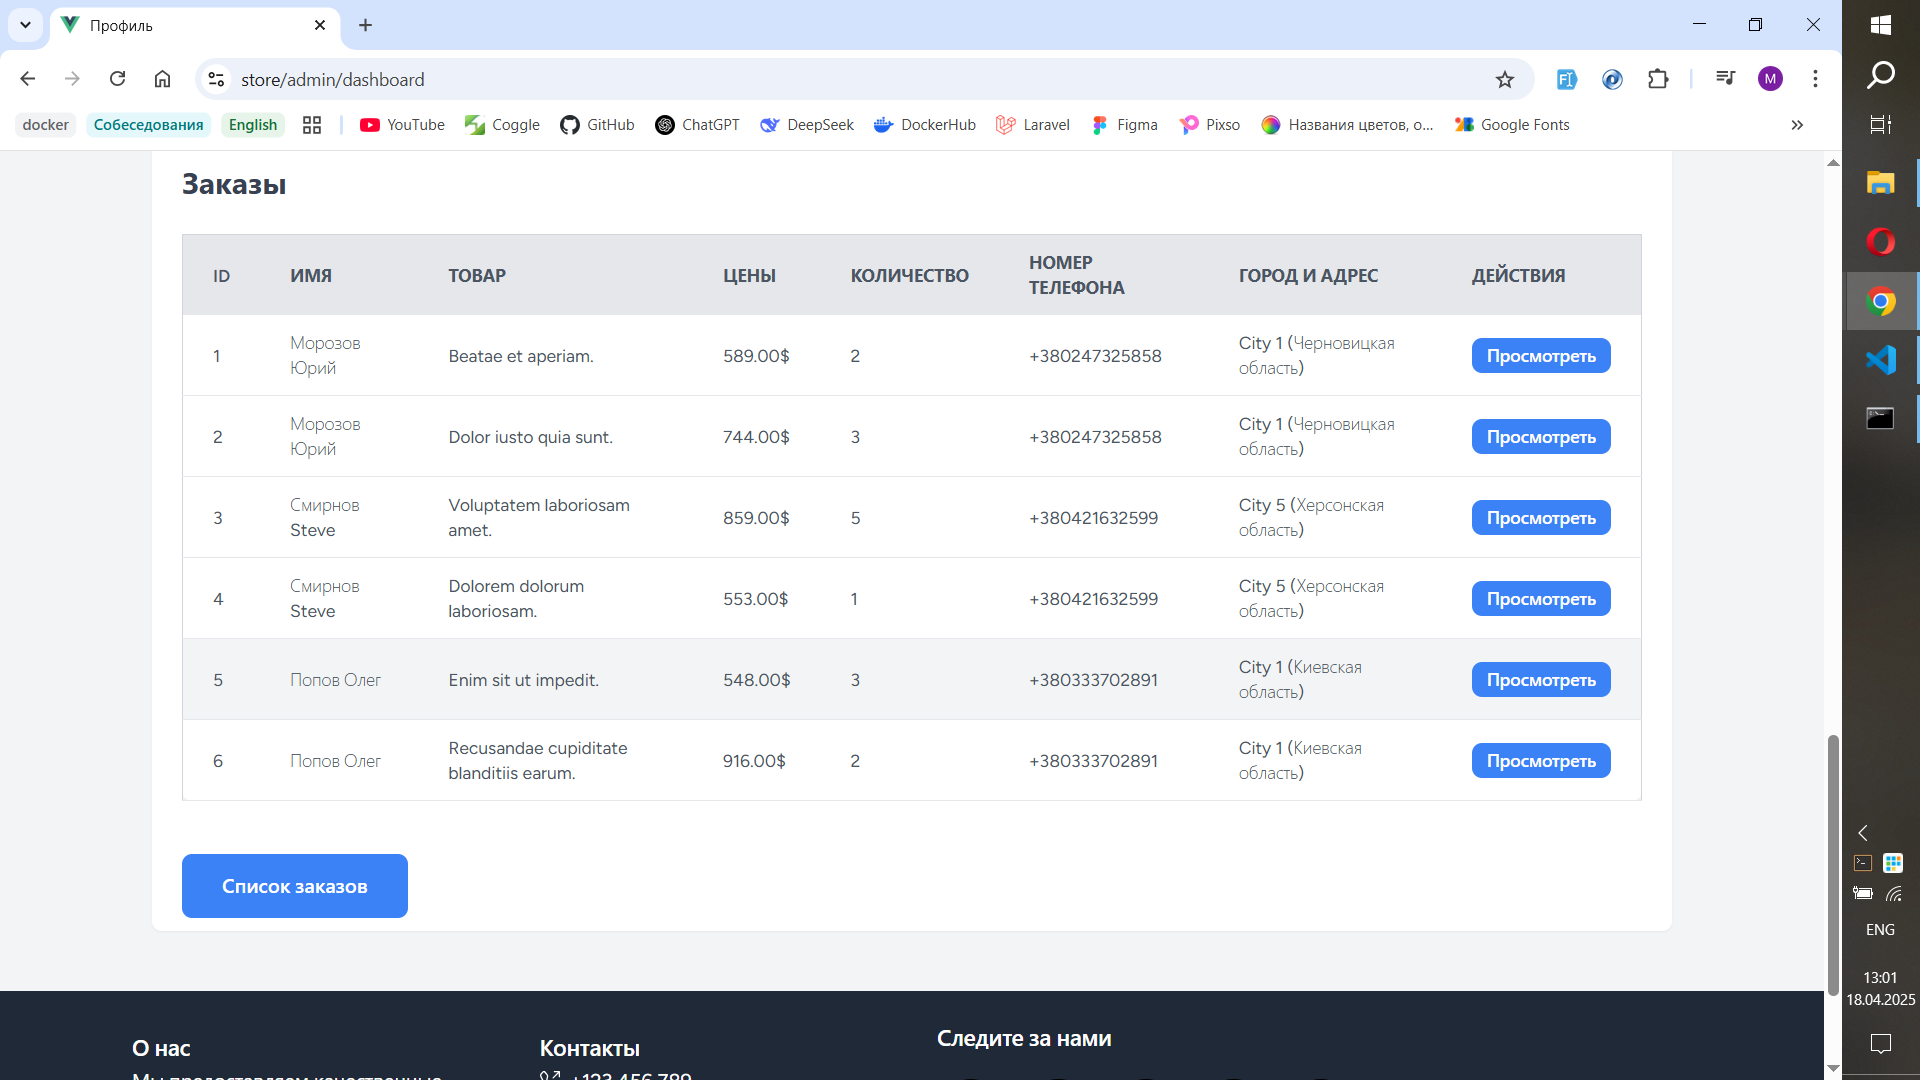 Профиль
store/admin/dashboard
docker
Собеседования
English
YouTube
Coggle
GitHub
ChatGPT
DeepSeek
DockerHub
Laravel
Figma
Pixso
Названия цветов, о...
Google Fonts
M
Заказы
ID ИМЯ ТОВАР ЦЕНЫ КОЛИЧЕСТВО НОМЕР
ТЕЛЕФОНА ГОРОД И АДРЕС ДЕЙСТВИЯ
1 Морозов
Юрий Beatae et aperiam. 589.00$ 2 +380247325858 City 1 (Черновицкая
область) Просмотреть
2 Морозов
Юрий Dolor iusto quia sunt. 744.00$ 3 +380247325858 City 1 (Черновицкая
область) Просмотреть
3 Смирнов
Steve Voluptatem laboriosam
amet. 859.00$ 5 +380421632599 City 5 (Херсонская
область) Просмотреть
4 Смирнов
Steve Dolorem dolorum
laboriosam. 553.00$ 1 +380421632599 City 5 (Херсонская
область) Просмотреть
5 Попов Олег Enim sit ut impedit. 548.00$ 3 +380333702891 City 1 (Киевская
область) Просмотреть
6 Попов Олег Recusandae cupiditate
blanditiis earum. 916.00$ 2 +380333702891 City 1 (Киевская
область) Просмотреть
Список заказов
О нас
Мы предоставляем качественные
Контакты
+123 456 789
Следите за нами
ENG
13:01
18.04.2025